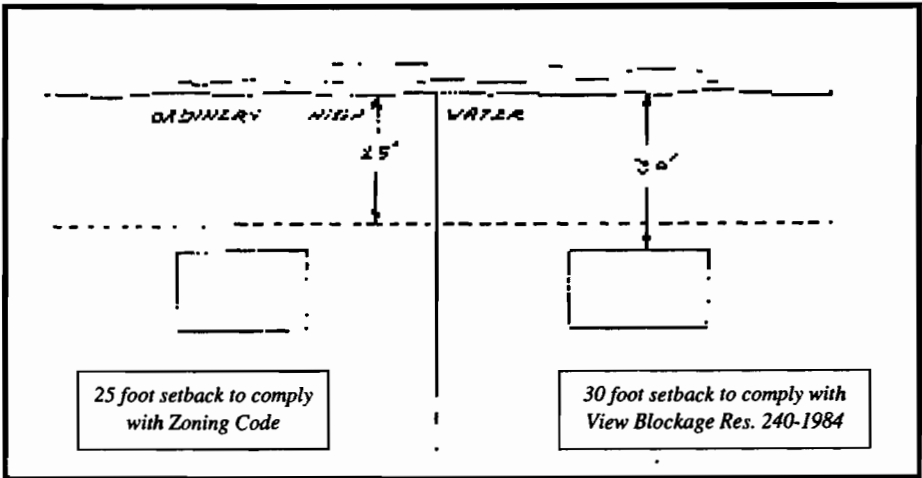 ORDINERY HIGH WATER
25'
30'
25 foot setback to comply
with Zoning Code
30 foot setback to comply with
View Blockage Res. 240-1984